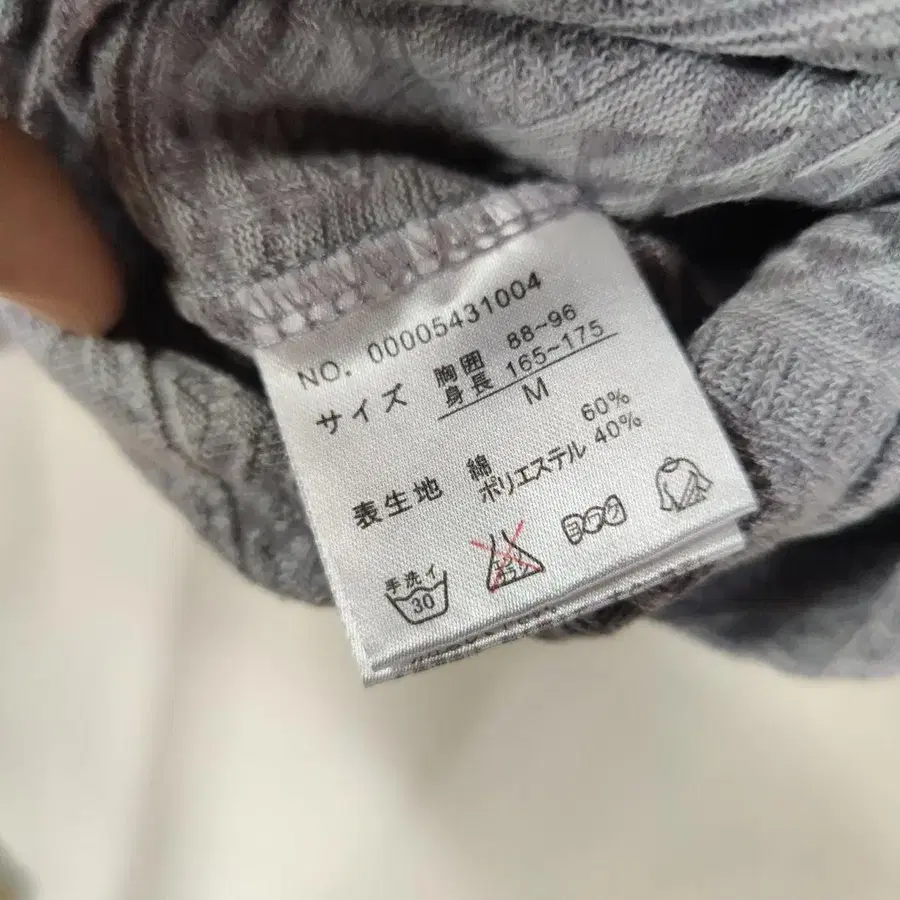 NO. 00005431004
サイズ 胸囲 88~96
身長 165~175
M
表生地 綿 60%
ポリエステル 40%
手洗イ
30